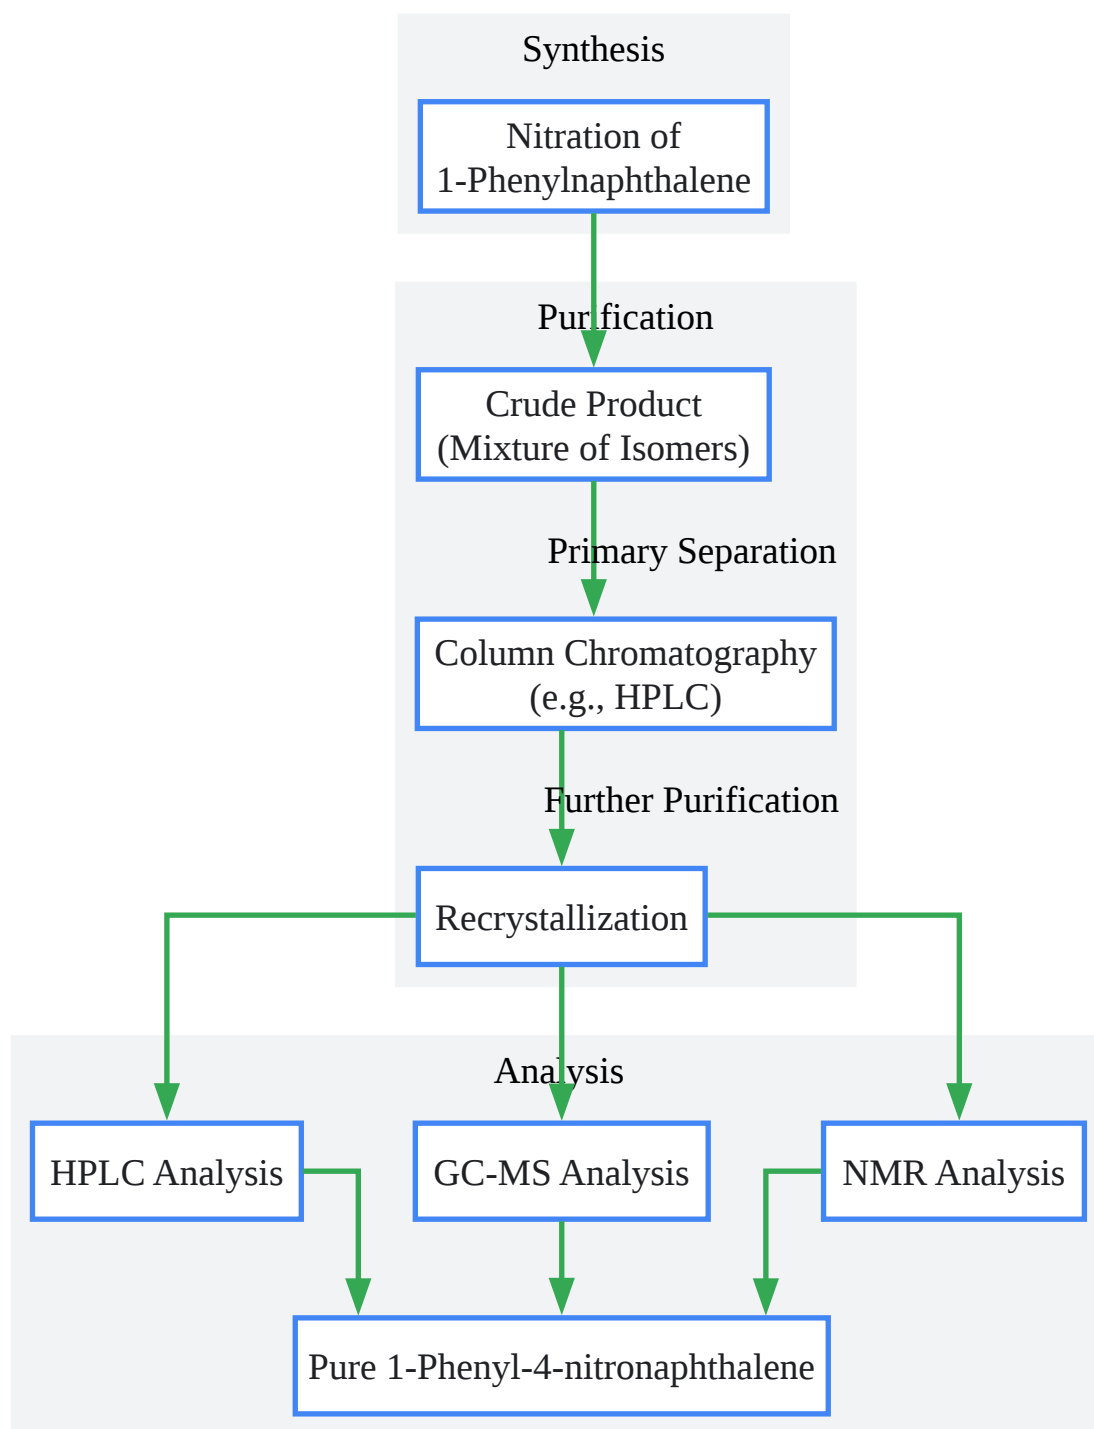 Synthesis
Nitration of
1-Phenylnaphthalene
Purification
Crude Product
(Mixture of Isomers)
Primary Separation
Column Chromatography
(e.g., HPLC)
Further Purification
Recrystallization
Analysis
HPLC Analysis
GC-MS Analysis
NMR Analysis
Pure 1-Phenyl-4-nitronaphthalene